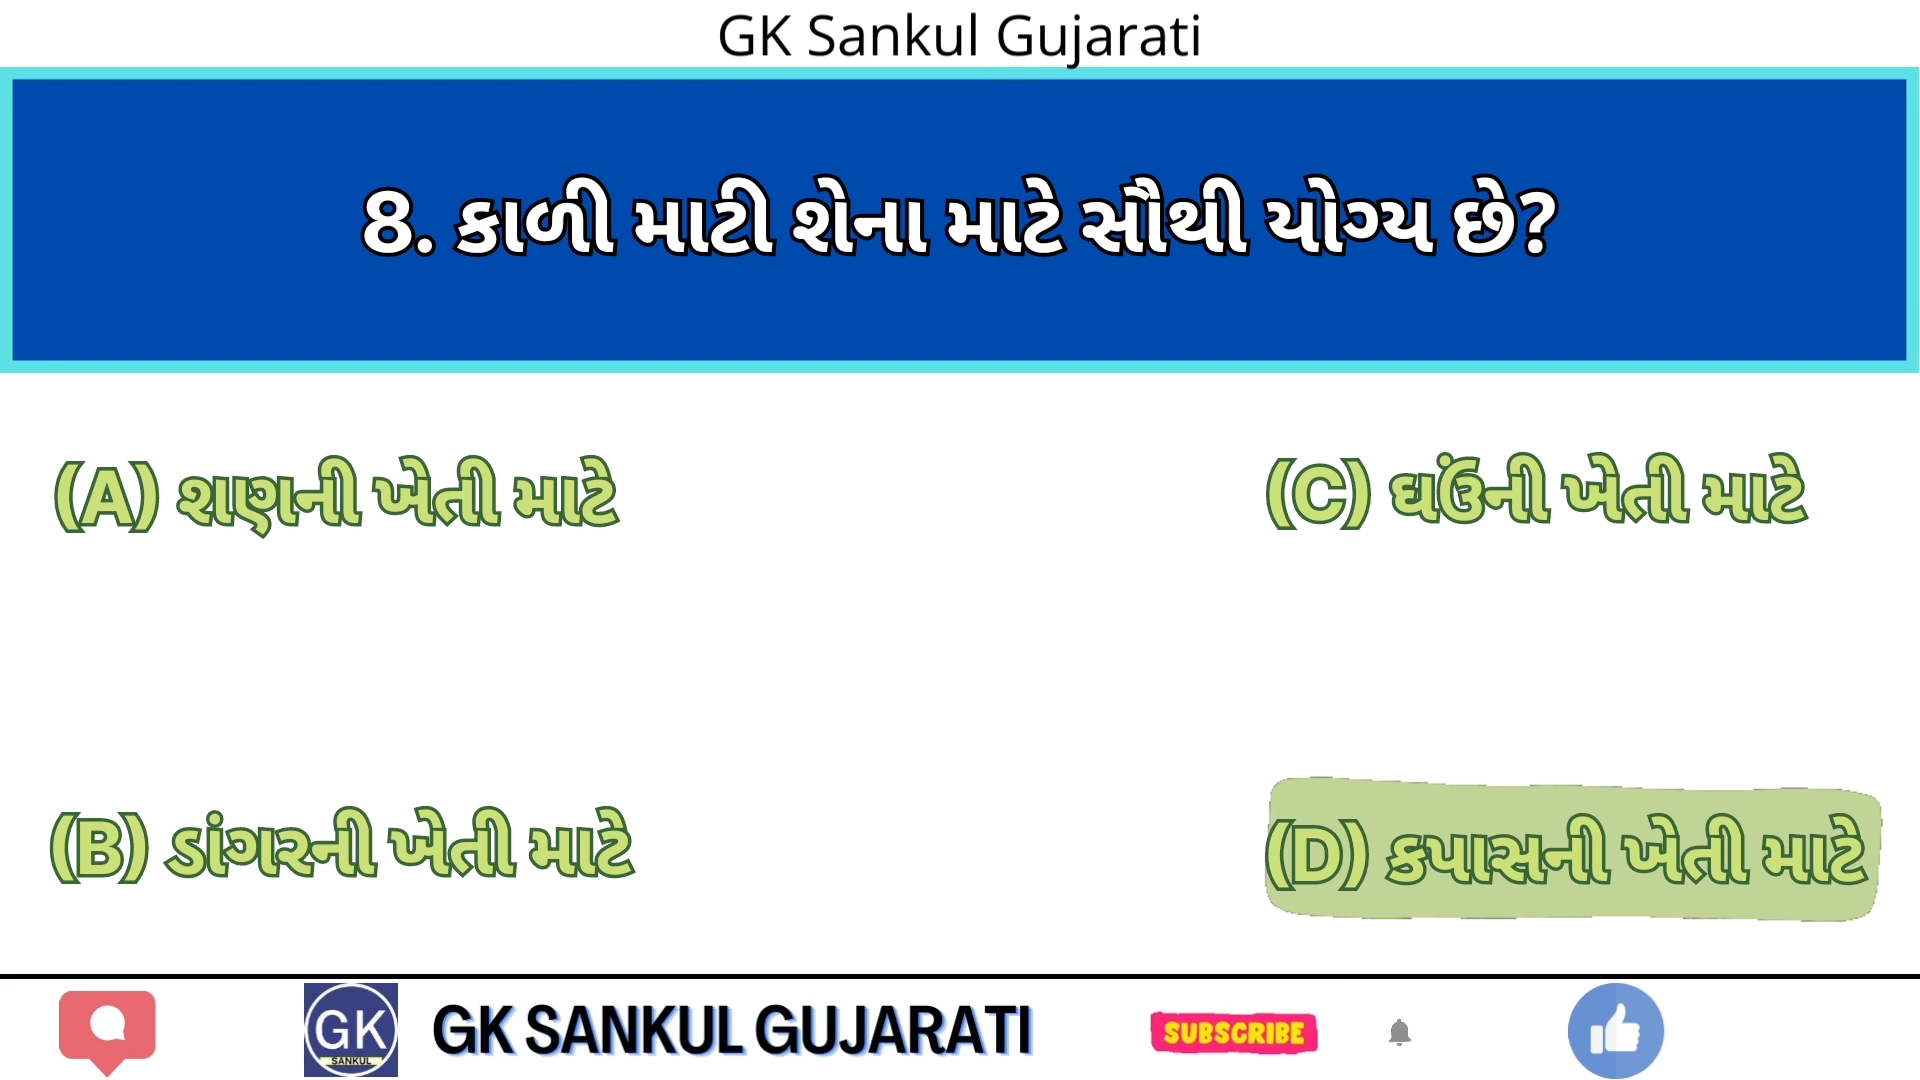 GK Sankul Gujarati
8. કાળી માટી શેના માટે સૌથી યોગ્ય છે?
(A) શણની ખેતી માટે
(C) ઘઉંની ખેતી માટે
(B) ડાંગરની ખેતી માટે
(D) કપાસની ખેતી માટે
GK
SANKUL
GK SANKUL GUJARATI
SUBSCRIBE